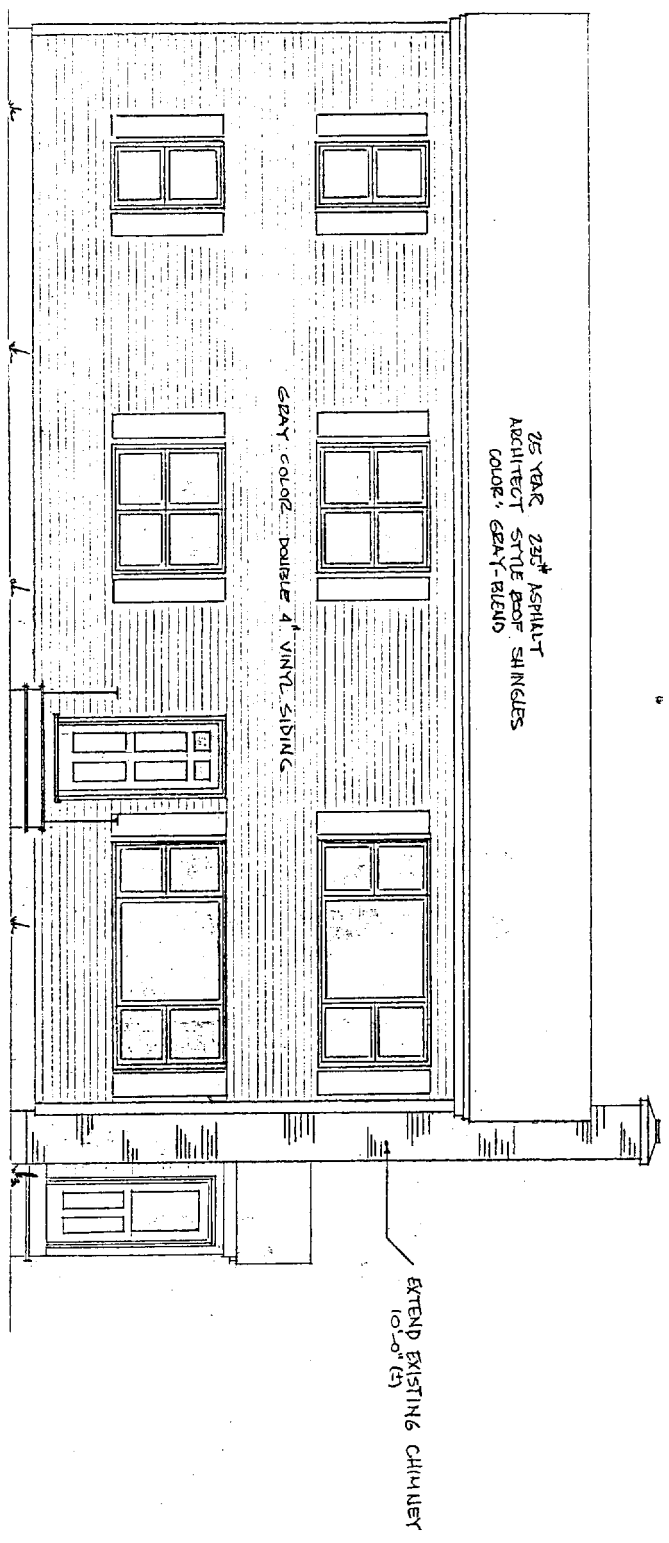 25 YEAR 235# ASPHALT
ARCHITECT STYLE ROOF SHINGLES
COLOR: GRAY-BLEND
GRAY COLOR DOUBLE 4" VINYL SIDING
EXTEND EXISTING CHIMNEY
10'-0" (±)